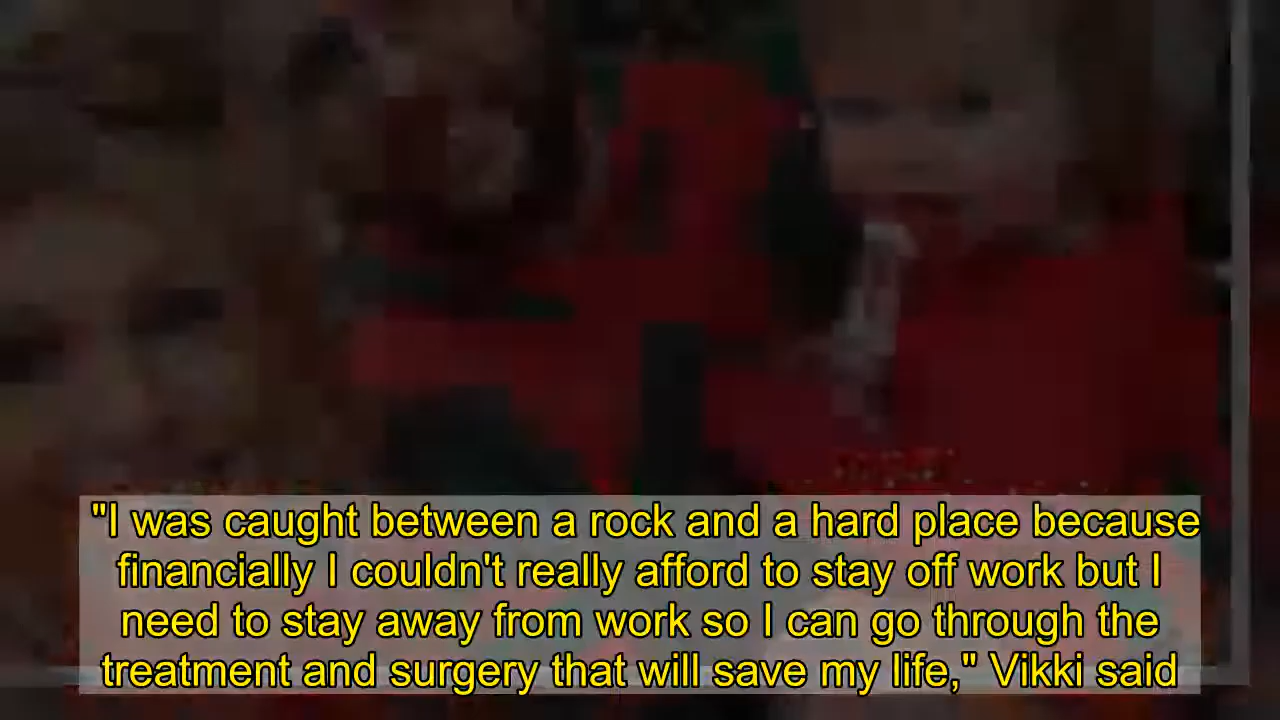 "I was caught between a rock and a hard place because
financially I couldn't really afford to stay off work but I
need to stay away from work so I can go through the
treatment and surgery that will save my life," Vikki said